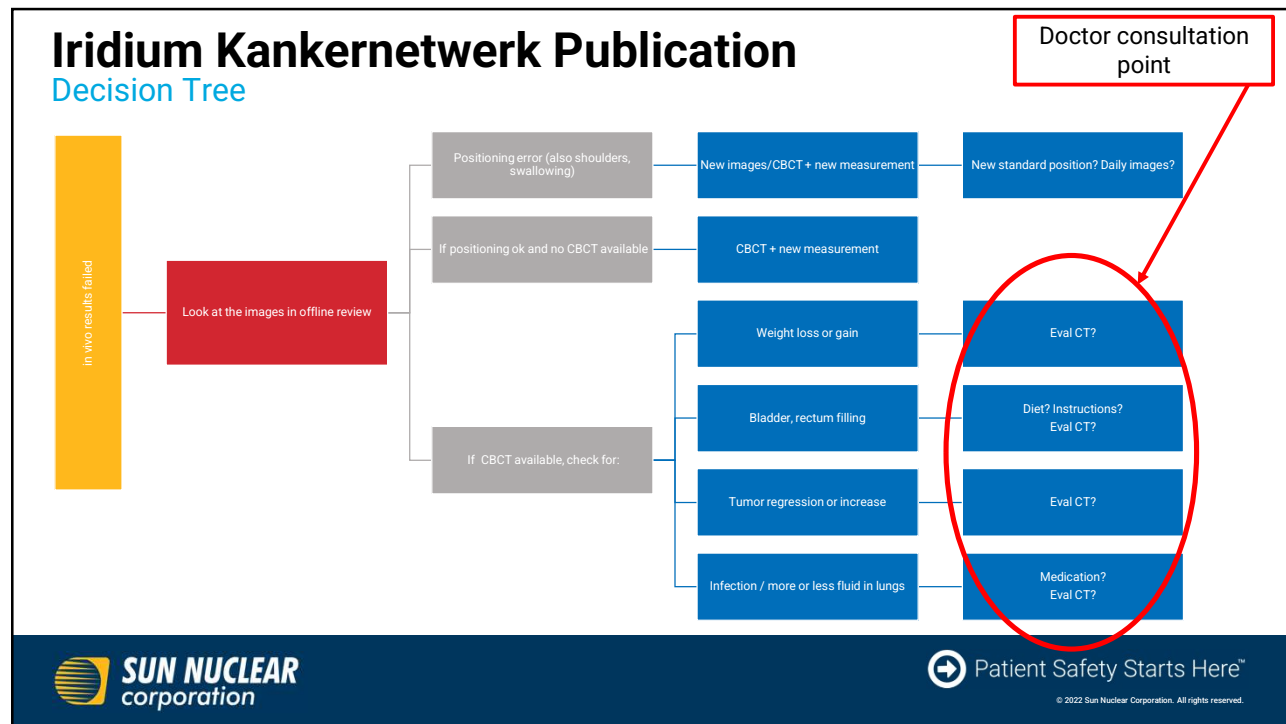 Iridium Kankernetwerk Publication
Decision Tree
Doctor consultation
point
in vivo results failed
Look at the images in offline review
Positioning error (also shoulders,
swallowing)
New images/CBCT + new measurement
New standard position? Daily images?
If positioning ok and no CBCT available
CBCT + new measurement
If CBCT available, check for:
Weight loss or gain
Eval CT?
Bladder, rectum filling
Diet? Instructions?
Eval CT?
Tumor regression or increase
Eval CT?
Infection / more or less fluid in lungs
Medication?
Eval CT?
SUN NUCLEAR
corporation
Patient Safety Starts Here™
© 2022 Sun Nuclear Corporation. All rights reserved.